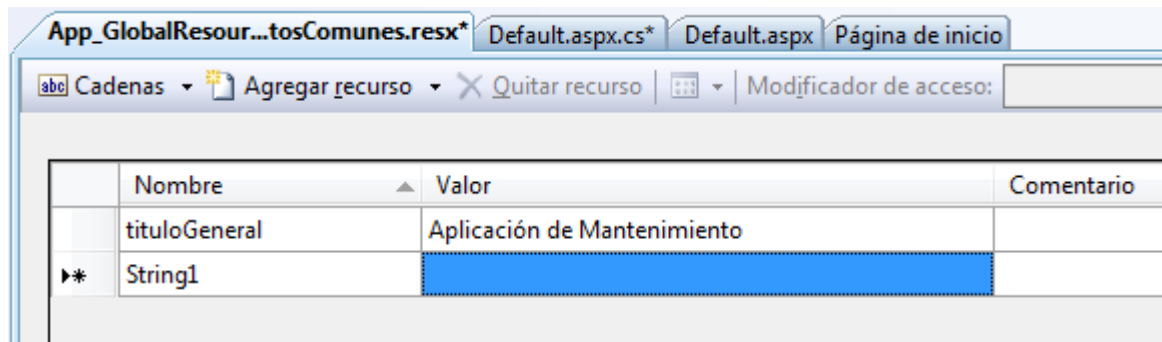 App_GlobalResour...tosComunes.resx* Default.aspx.cs* Default.aspx Página de inicio
abc Cadenas Agregar recurso Quitar recurso Modificador de acceso:
Nombre Valor Comentario
tituloGeneral Aplicación de Mantenimiento
String1